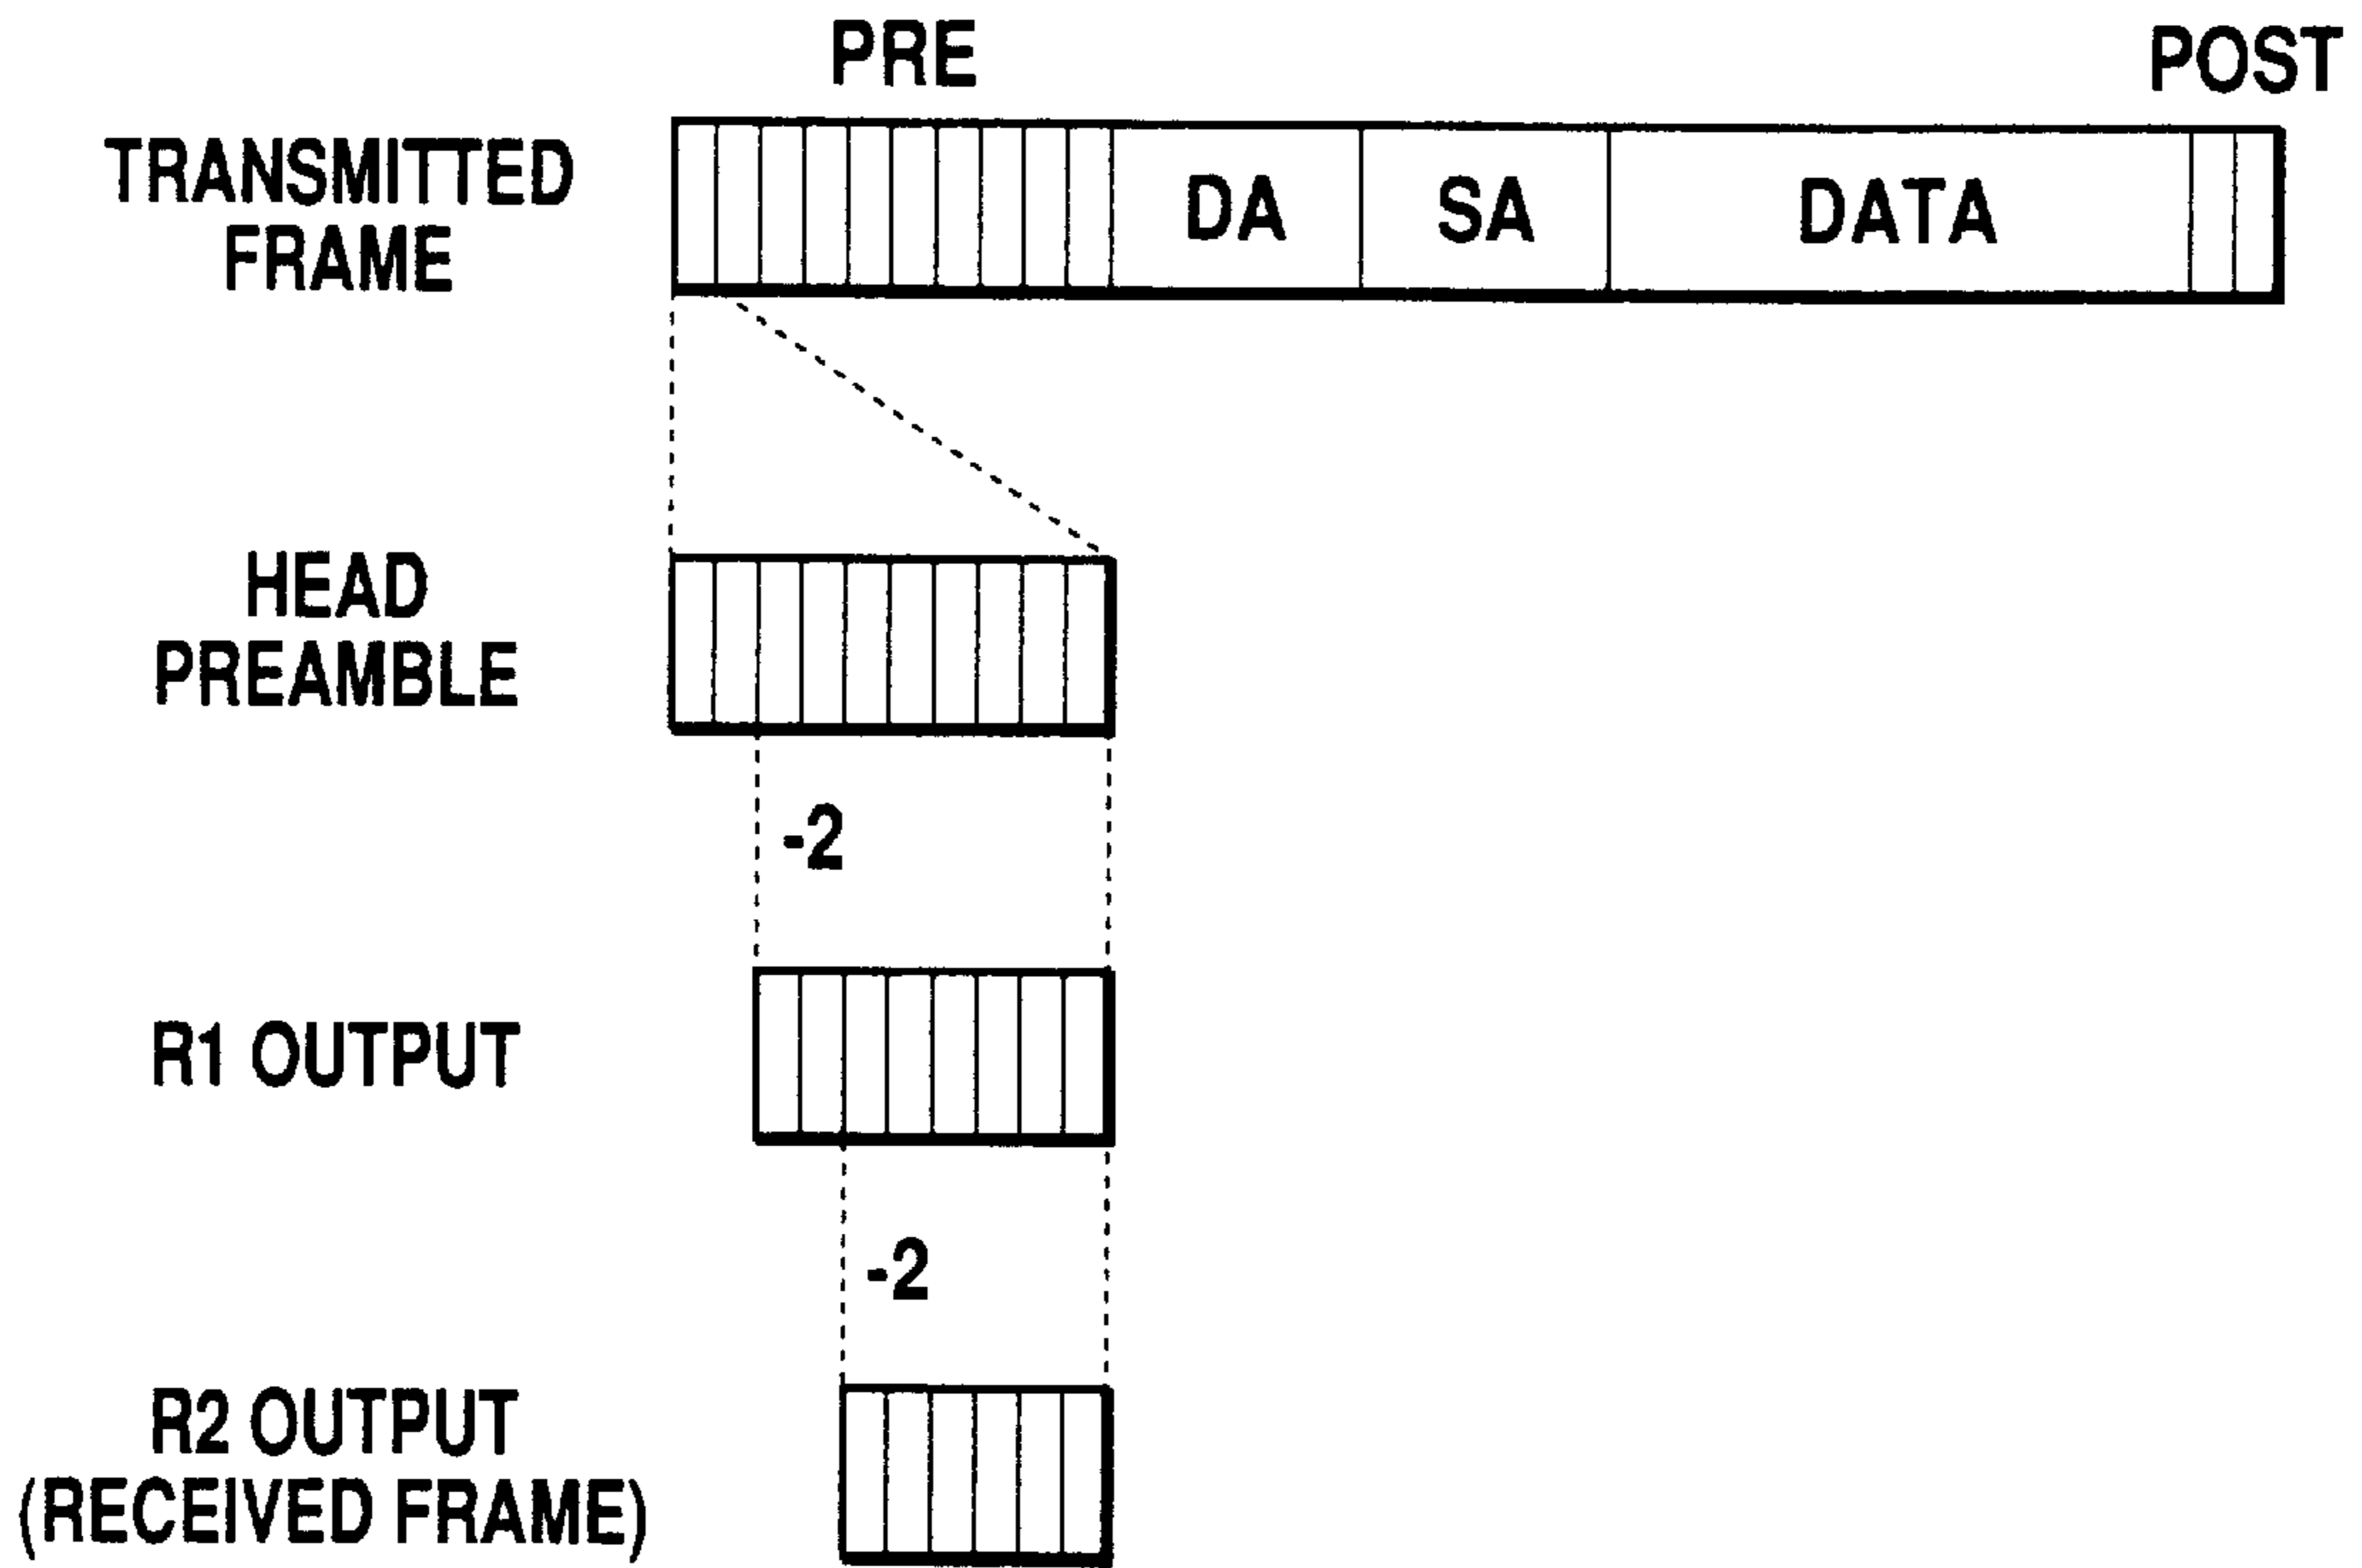 PRE
POST
TRANSMITTED
FRAME
DA
SA
DATA
HEAD
PREAMBLE
-2
R1 OUTPUT
-2
R2 OUTPUT
(RECEIVED FRAME)